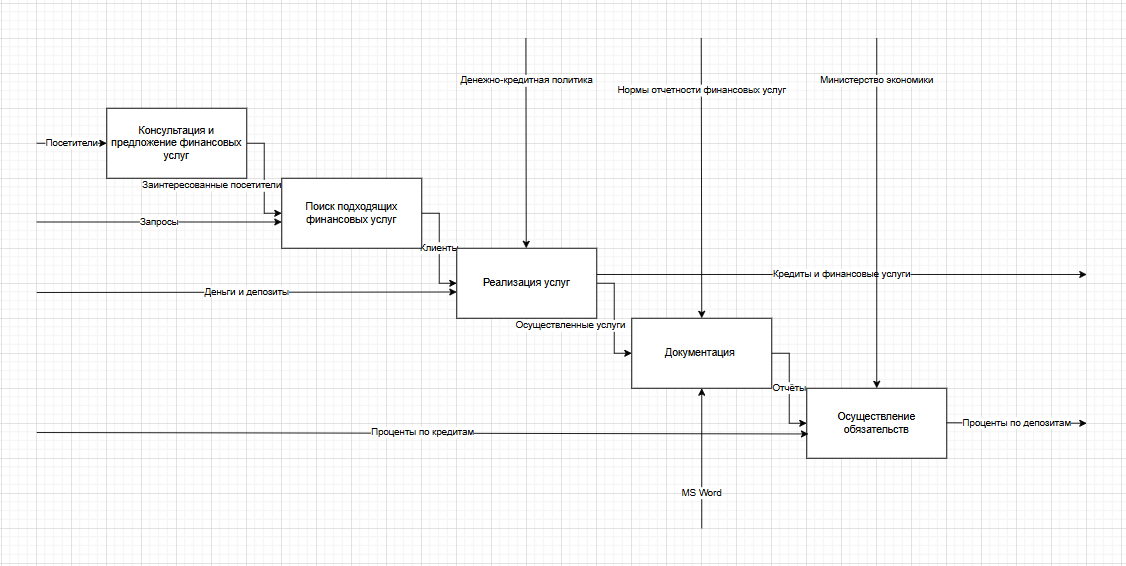 Денежно-кредитная политика
Министерство экономики
Нормы отчетности финансовых услуг
Консультация и
предложение финансовых
услуг
Посетители
Заинтересованные посетители
Поиск подходящих
финансовых услуг
Запросы
Клиенты
Реализация услуг
Кредиты и финансовые услуги
Деньги и депозиты
Осуществленные услуги
Документация
Отчёты
Осуществление
обязательств
Проценты по депозитам
Проценты по кредитам
MS Word